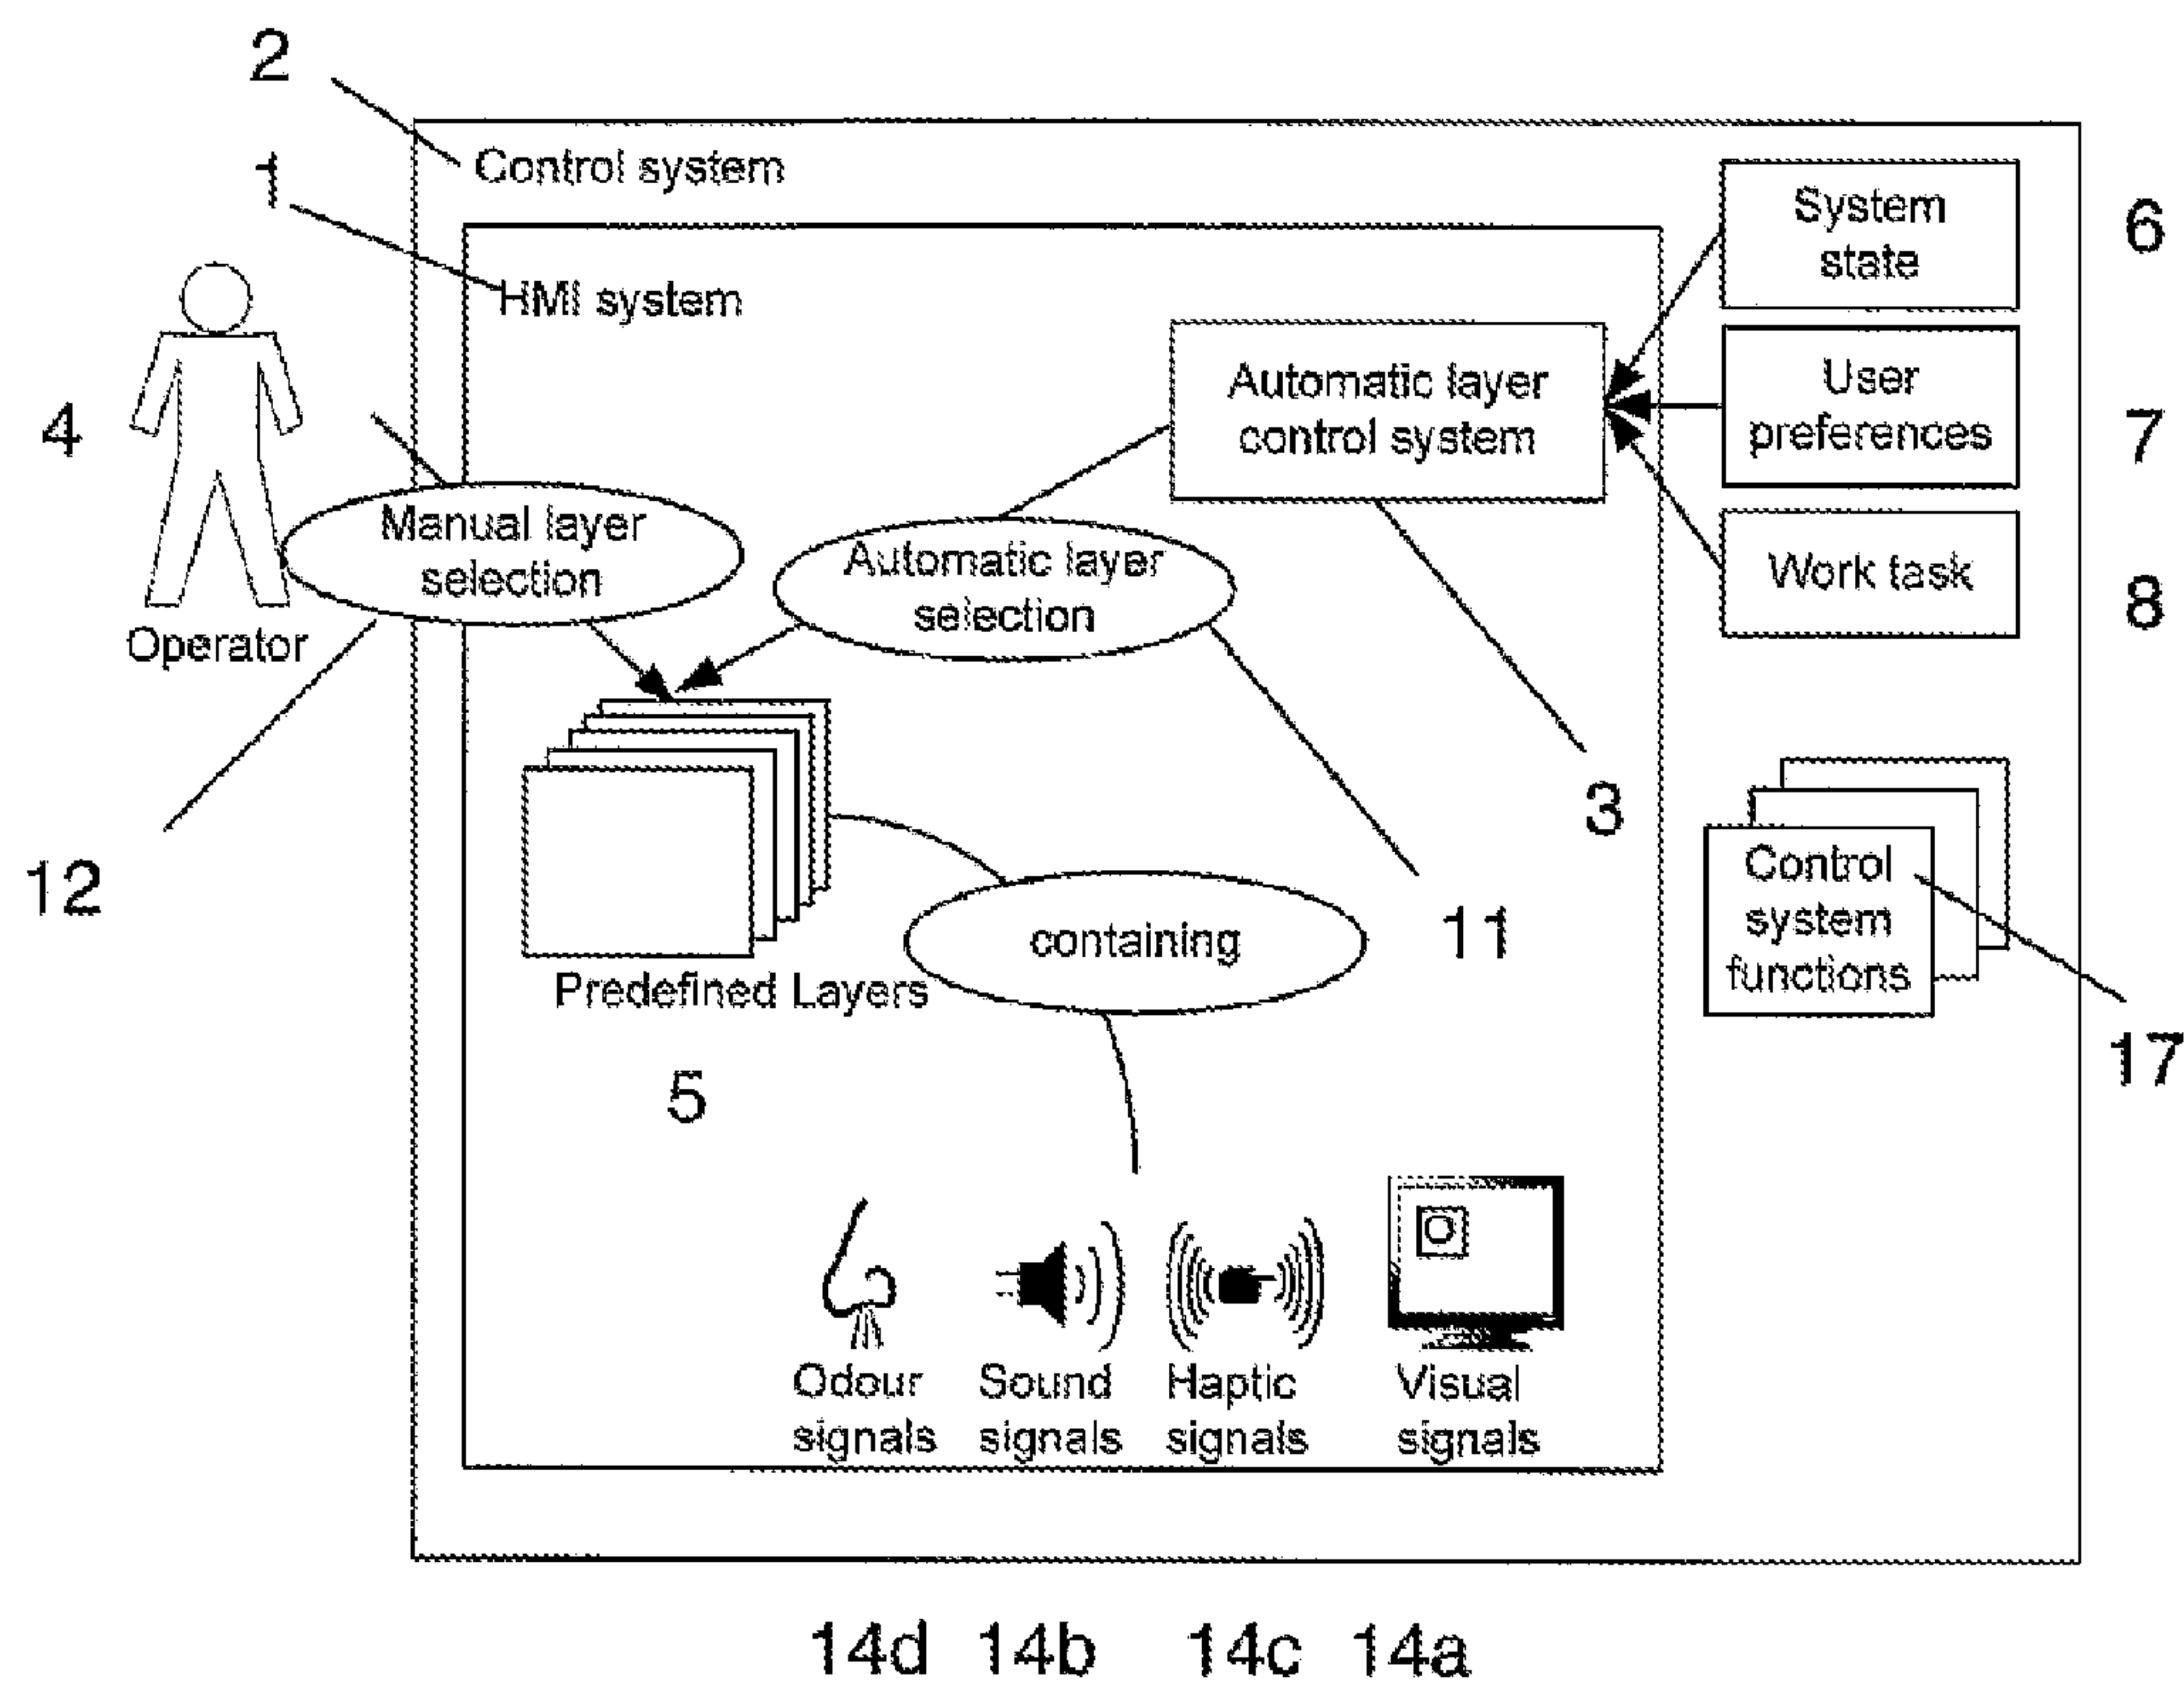 2
Control system
1
HMI system
System
state
6
Automatic layer
control system
User
preferences
7
4
Manual layer
selection
Automatic layer
selection
Work task
8
Operator
3
12
Control
system
functions
11
containing
Predefined Layers
17
5
Odour
signals
Sound
signals
Haptic
signals
Visual
signals
14d 14b 14c 14a